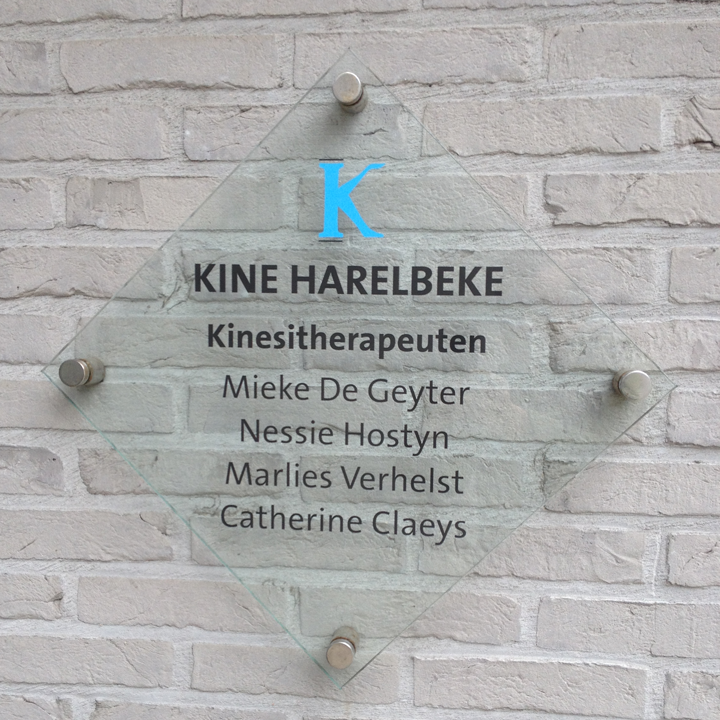 K
KINE HARELBEKE
Kinesitherapeuten
Mieke De Geyter
Nessie Hostyn
Marlies Verhelst
Catherine Claeys